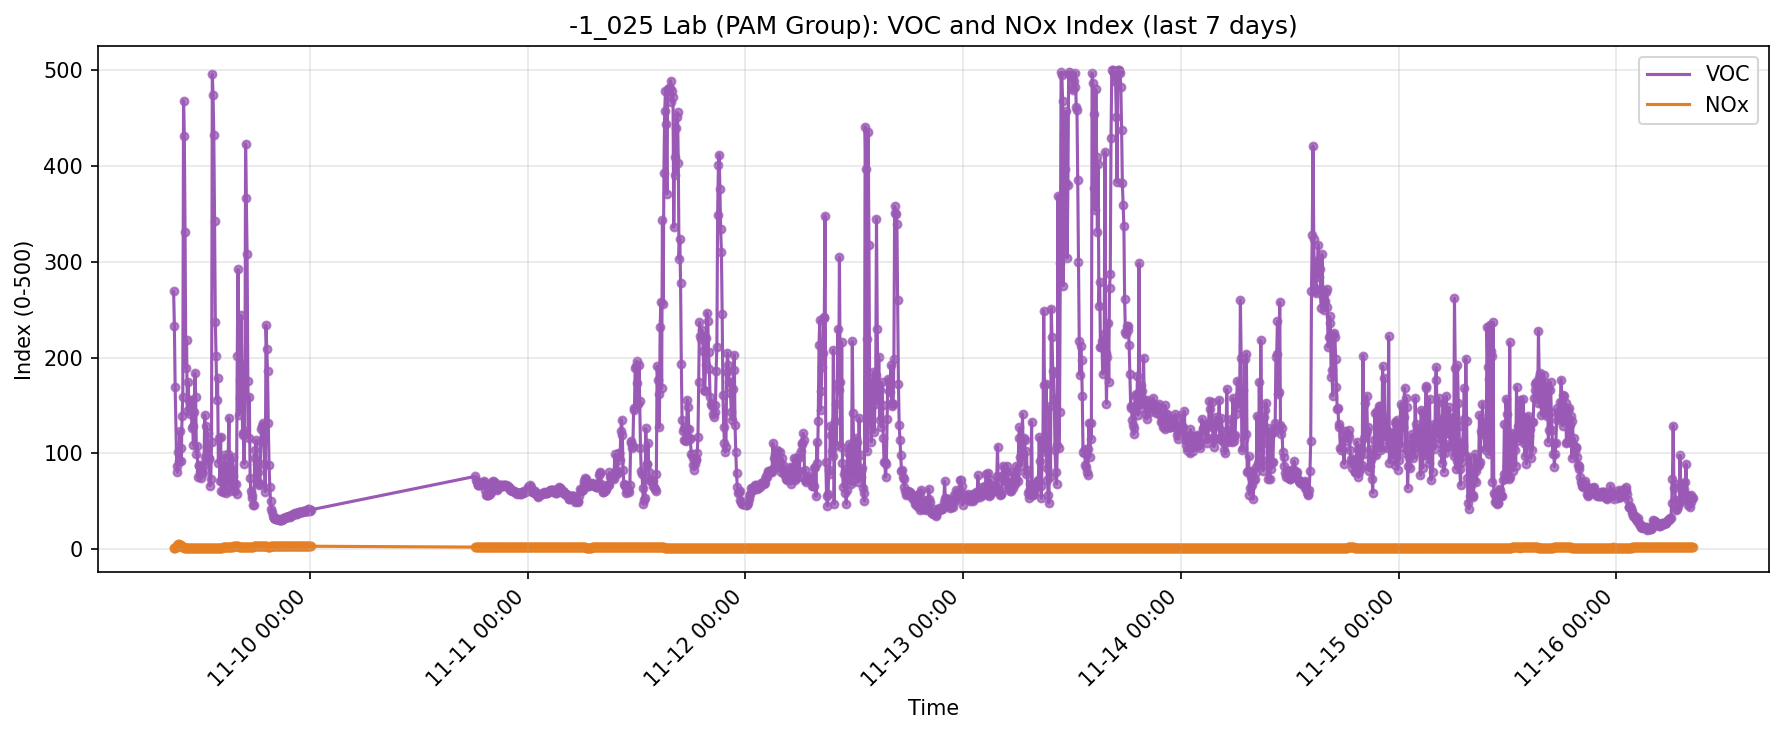 -1_025 Lab (PAM Group): VOC and NOx Index (last 7 days)
VOC
NOx
Index (0-500)
500
400
300
200
100
0
11-10 00:00
11-11 00:00
11-12 00:00
11-13 00:00
11-14 00:00
11-15 00:00
11-16 00:00
Time